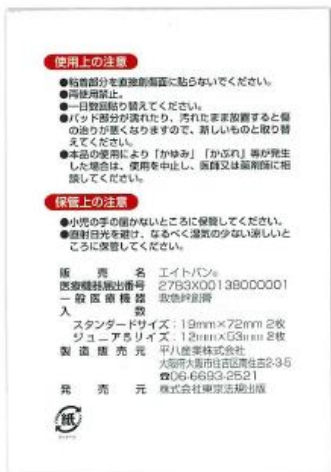 使用上の注意
●粘着部分を直接創傷面に貼らないでください。
●再使用禁止。
●一日数回貼り替えてください。
●パッド部分が濡れたり、汚れたまま放置すると傷
の治りが悪くなりますので、新しいものと取り替
えてください。
●本品の使用により「かゆみ」「かぶれ」等が発生
した場合は、使用を中止し、医師又は薬剤師に相
談してください。
保管上の注意
●小児の手の届かないところに保管してください。
●直射日光を避け、なるべく湿気の少ない涼しいと
ころに保管してください。
販売名 エイトバン®
医療機器届出番号 27B3X00138000001
一般医療機器 救急絆創膏
入数
スタンダードサイズ:19mm×72mm 2枚
ジュニアSサイズ:12mm×53mm 2枚
製造販売元 平八産業株式会社
大阪府大阪市住吉区南住吉2-3-5
☎06-6693-2521
発売元 株式会社東京法規出版
紙